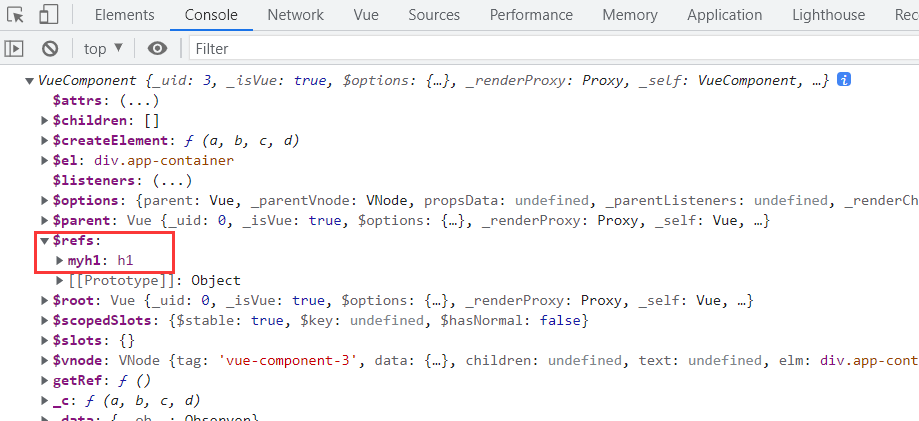 Elements Console Network Vue Sources Performance Memory Application Lighthouse Rec
top ▼ Filter
▼VueComponent {_uid: 3, _isVue: true, $options: {…}, _renderProxy: Proxy, _self: VueComponent, …} i
$attrs: (...)
▶$children: []
▶$createElement: ƒ (a, b, c, d)
▶$el: div.app-container
$listeners: (...)
▶$options: {parent: Vue, _parentVnode: VNode, propsData: undefined, _parentListeners: undefined, _renderCh
▶$parent: Vue {_uid: 0, _isVue: true, $options: {…}, _renderProxy: Proxy, _self: Vue, …}
▼$refs:
▶myh1: h1
▶[[Prototype]]: Object
▶$root: Vue {_uid: 0, _isVue: true, $options: {…}, _renderProxy: Proxy, _self: Vue, …}
▶$scopedSlots: {$stable: true, $key: undefined, $hasNormal: false}
▶$slots: {}
▶$vnode: VNode {tag: 'vue-component-3', data: {…}, children: undefined, text: undefined, elm: div.app-cont
▶getRef: ƒ ()
▶_c: ƒ (a, b, c, d)
▶_data: {__ob__: Observer}